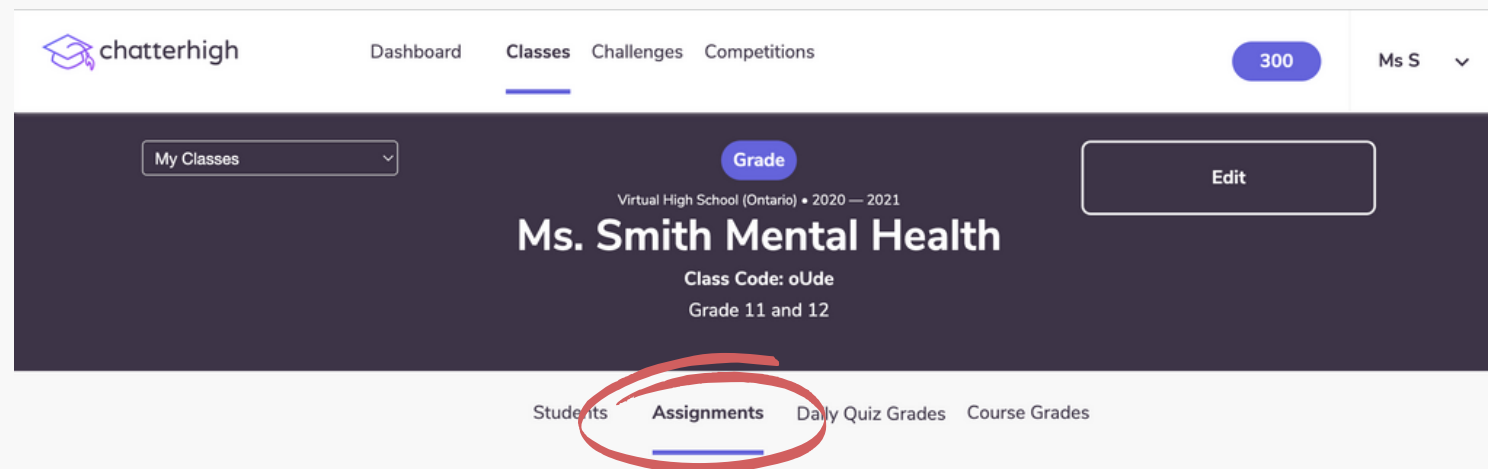 chatterhigh Dashboard Classes Challenges Competitions 300 Ms S
My Classes Grade Edit
Virtual High School (Ontario) • 2020 — 2021
Ms. Smith Mental Health
Class Code: oUde
Grade 11 and 12
Students Assignments Daily Quiz Grades Course Grades